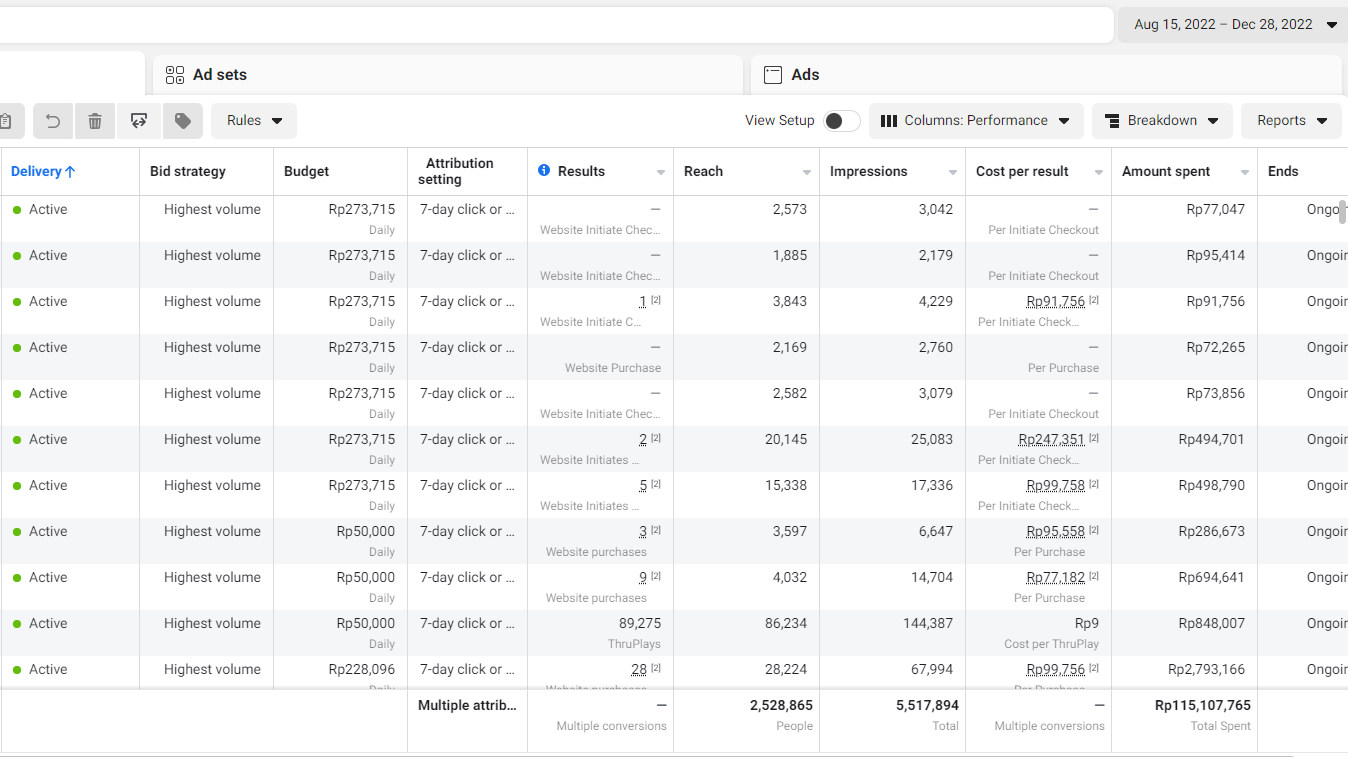 Aug 15, 2022 – Dec 28, 2022
Ad sets
Ads
Rules
View Setup
Columns: Performance
Breakdown
Reports
Delivery↑ Bid strategy Budget Attribution setting Results Reach Impressions Cost per result Amount spent Ends
Active Highest volume Rp273,715 7-day click or ... — 2,573 3,042 — Rp77,047 Ongoi
Daily Website Initiate Chec... Per Initiate Checkout
Active Highest volume Rp273,715 7-day click or ... — 1,885 2,179 — Rp95,414 Ongoir
Daily Website Initiate Chec... Per Initiate Checkout
Active Highest volume Rp273,715 7-day click or ... 1 [2] 3,843 4,229 Rp91,756 [2] Rp91,756 Ongoir
Daily Website Initiate C... Per Initiate Check...
Active Highest volume Rp273,715 7-day click or ... — 2,169 2,760 — Rp72,265 Ongoir
Daily Website Purchase Per Purchase
Active Highest volume Rp273,715 7-day click or ... — 2,582 3,079 — Rp73,856 Ongoir
Daily Website Initiate Chec... Per Initiate Checkout
Active Highest volume Rp273,715 7-day click or ... 2 [2] 20,145 25,083 Rp247,351 [2] Rp494,701 Ongoir
Daily Website Initiates ... Per Initiate Check...
Active Highest volume Rp273,715 7-day click or ... 5 [2] 15,338 17,336 Rp99,758 [2] Rp498,790 Ongoir
Daily Website Initiates ... Per Initiate Check...
Active Highest volume Rp50,000 7-day click or ... 3 [2] 3,597 6,647 Rp95,558 [2] Rp286,673 Ongoir
Daily Website purchases Per Purchase
Active Highest volume Rp50,000 7-day click or ... 9 [2] 4,032 14,704 Rp77,182 [2] Rp694,641 Ongoir
Daily Website purchases Per Purchase
Active Highest volume Rp50,000 7-day click or ... 89,275 86,234 144,387 Rp9 Rp848,007 Ongoir
Daily ThruPlays Cost per ThruPlay
Active Highest volume Rp228,096 7-day click or ... 28 [2] 28,224 67,994 Rp99,756 [2] Rp2,793,166 Ongoir
Daily Website purchases Per Purchase
Multiple attrib... — 2,528,865 5,517,894 — Rp115,107,765
Multiple conversions People Total Multiple conversions Total Spent